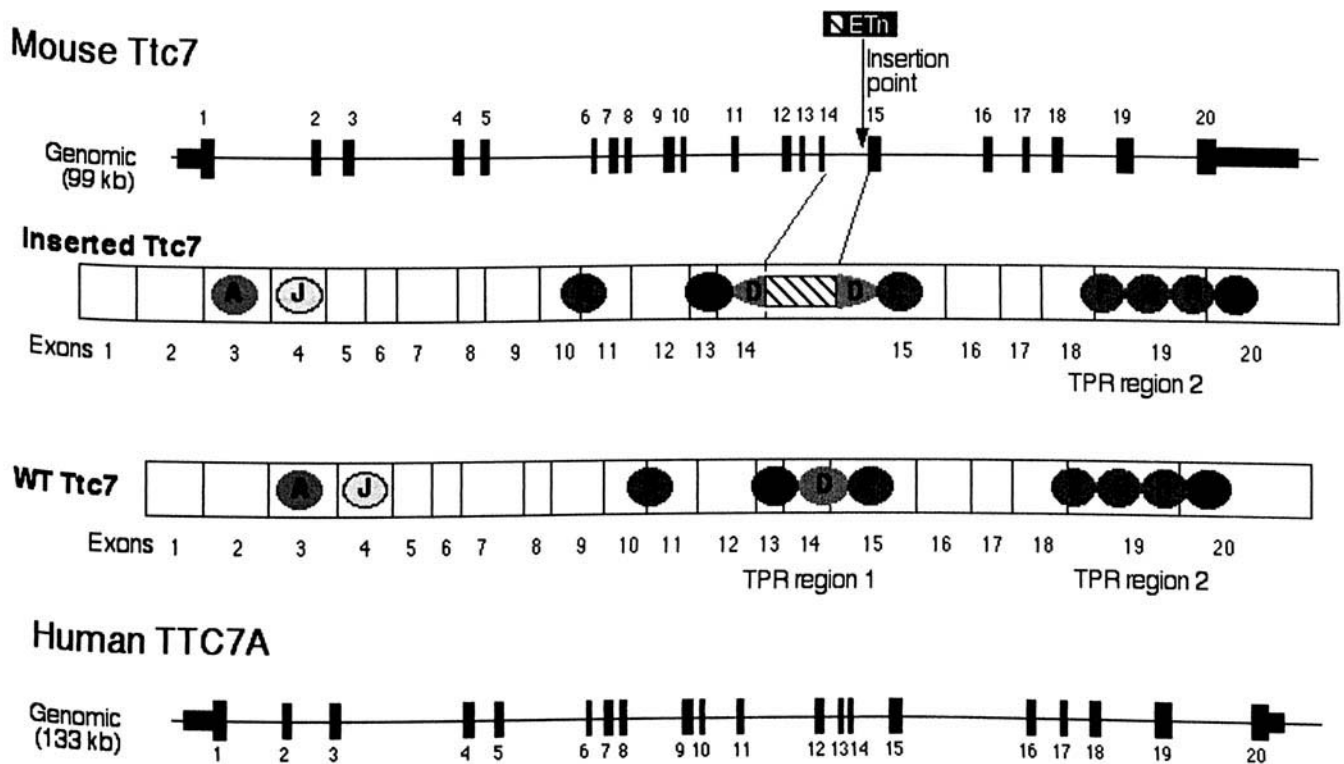 ETn
Mouse Ttc7
Insertion
point
1 2 3 4 5 6 7 8 9 10 11 12 13 14 15 16 17 18 19 20
Genomic
(99 kb)
Inserted Ttc7
A J D D
Exons 1 2 3 4 5 6 7 8 9 10 11 12 13 14 15 16 17 18 19 20
TPR region 2
WT Ttc7
A J D
Exons 1 2 3 4 5 6 7 8 9 10 11 12 13 14 15 16 17 18 19 20
TPR region 1 TPR region 2
Human TTC7A
Genomic
(133 kb)
1 2 3 4 5 6 7 8 9 10 11 12 13 14 15 16 17 18 19 20